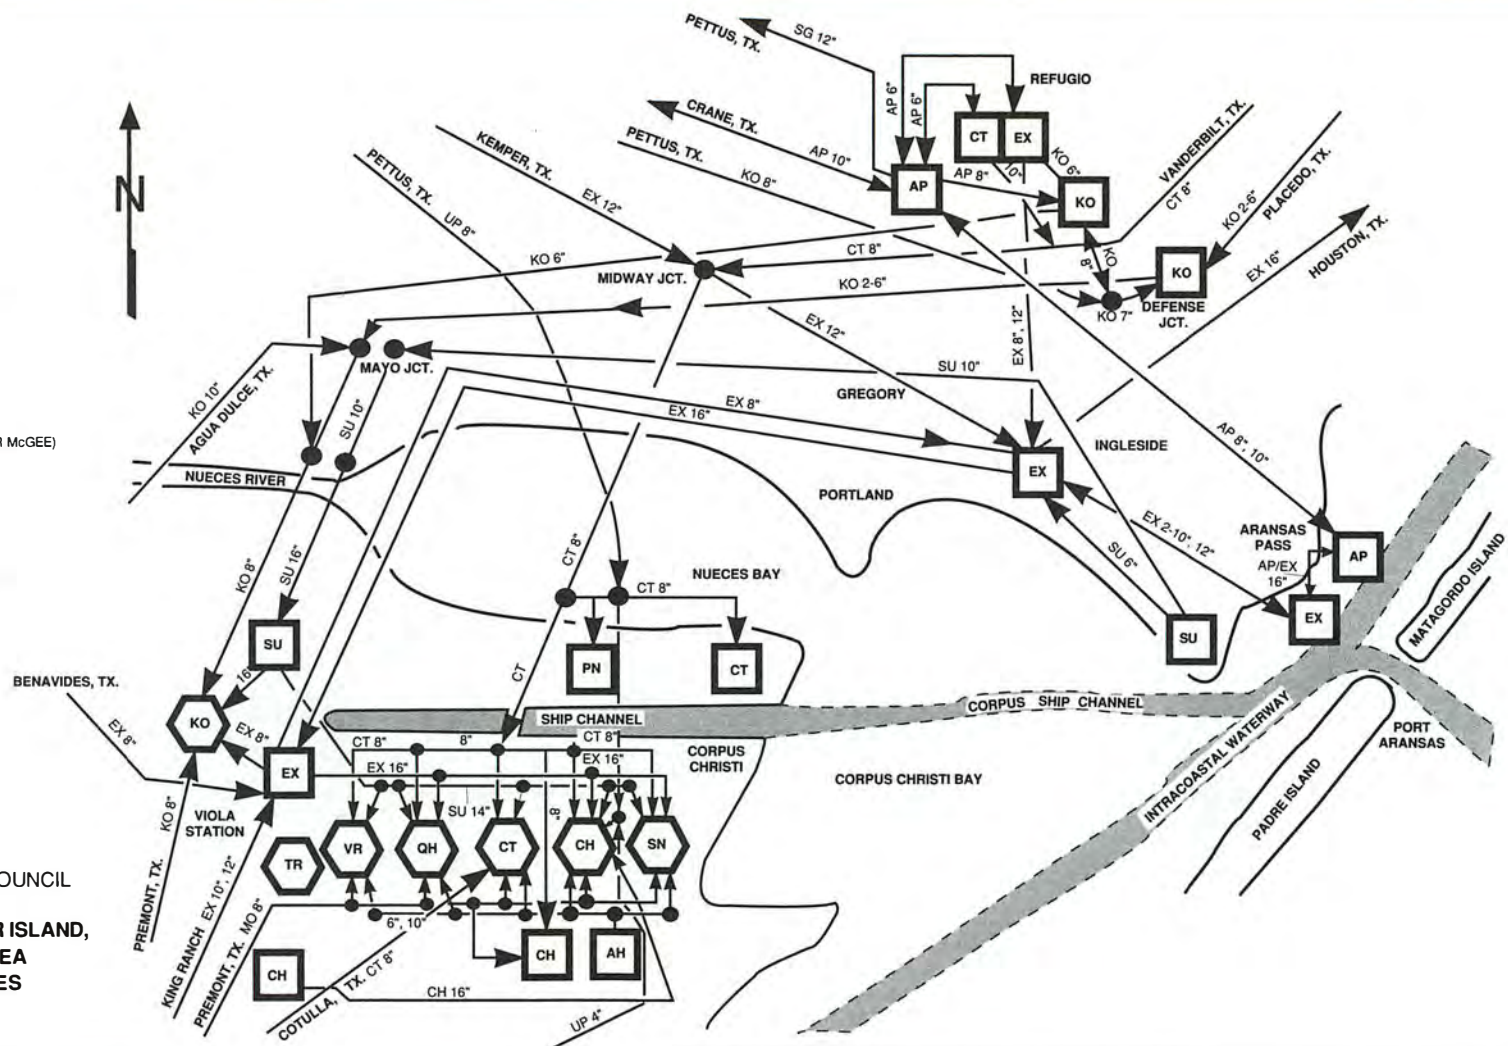 PETTUS, TX.
SG 12"
AP 6"
AP 6"
REFUGIO
CT
EX
CRANE, TX.
PETTUS, TX.
AP 10"
AP
AP 8"
10"
KO 6"
KO
VANDERBILT, TX.
CT 8"
PLACEDO, TX.
KO 2-6"
KEMPER, TX.
PETTUS, TX.
N
EX 12"
KO 8"
UP 8"
KO 6"
CT 8"
MIDWAY JCT.
KO 2-6"
KO
8"
KO
KO 7"
DEFENSE
JCT.
EX 16"
HOUSTON, TX.
EX 12"
EX 8", 12"
MAYO JCT.
SU 10"
KO 10"
AGUA DULCE, TX.
SU 10"
EX 8"
EX 16"
GREGORY
INGLESIDE
R McGEE)
NUECES RIVER
EX
PORTLAND
AP 8", 10"
EX 2-10", 12"
ARANSAS
PASS
AP
AP/EX
16"
EX
MATAGORDO ISLAND
KO 8"
SU 16"
CT 8"
CT 8"
NUECES BAY
SU 6"
SU
SU
16"
PN
CT
CT
BENAVIDES, TX.
KO
EX 8"
EX 8"
EX
SHIP CHANNEL
CORPUS SHIP CHANNEL
PORT
ARANSAS
CT 8"
8"
CT 8"
EX 16"
EX 16"
CORPUS
CHRISTI
CORPUS CHRISTI BAY
INTRACOASTAL WATERWAY
PADRE ISLAND
VIOLA
STATION
SU 14"
8"
KO 8"
TR
VR
QH
CT
CH
SN
OUNCIL
R ISLAND,
EA
ES
PREMONT, TX.
KING RANCH EX 10", 12"
PREMONT, TX. MO 8"
6", 10"
COTULLA, TX. CT 8"
CH
CH
AH
CH 16"
UP 4"